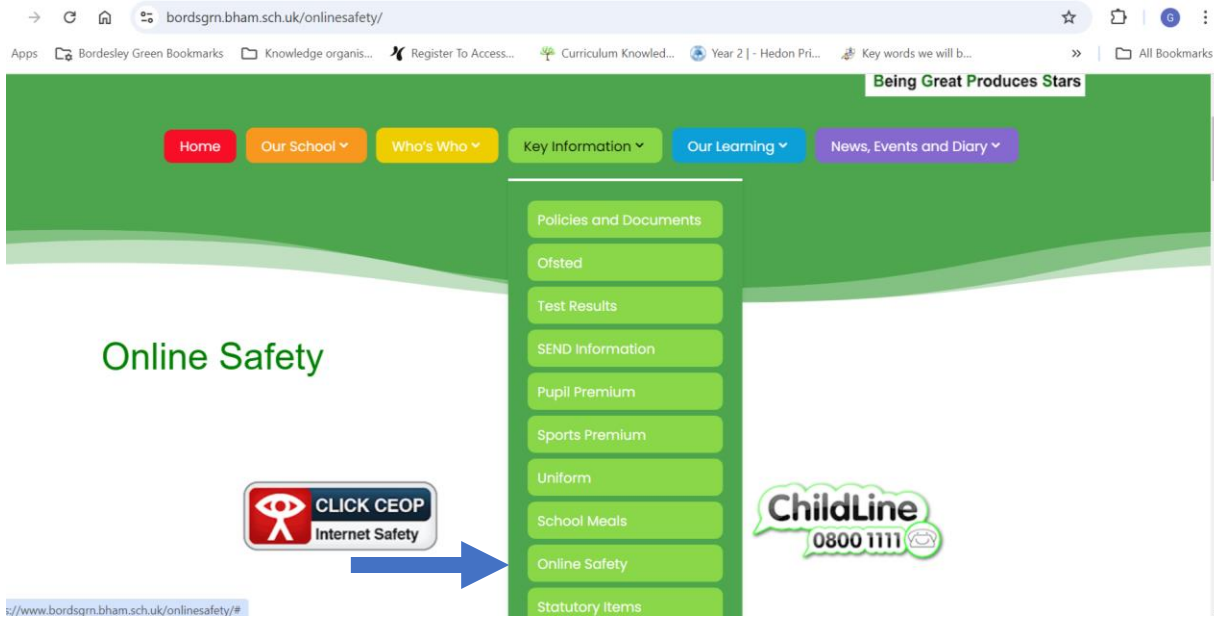 bordsgrn.bham.sch.uk/onlinesafety/
G
Apps Bordesley Green Bookmarks Knowledge organis... Register To Access... Curriculum Knowled... Year 2 | - Hedon Pri... Key words we will b... » All Bookmarks
Being Great Produces Stars
Home Our School Who's Who Key Information Our Learning News, Events and Diary
Policies and Documents
Ofsted
Test Results
SEND Information
Pupil Premium
Sports Premium
Uniform
School Meals
Online Safety
Statutory Items
Online Safety
CLICK CEOP
Internet Safety
ChildLine
0800 1111
s://www.bordsgrn.bham.sch.uk/onlinesafety/#